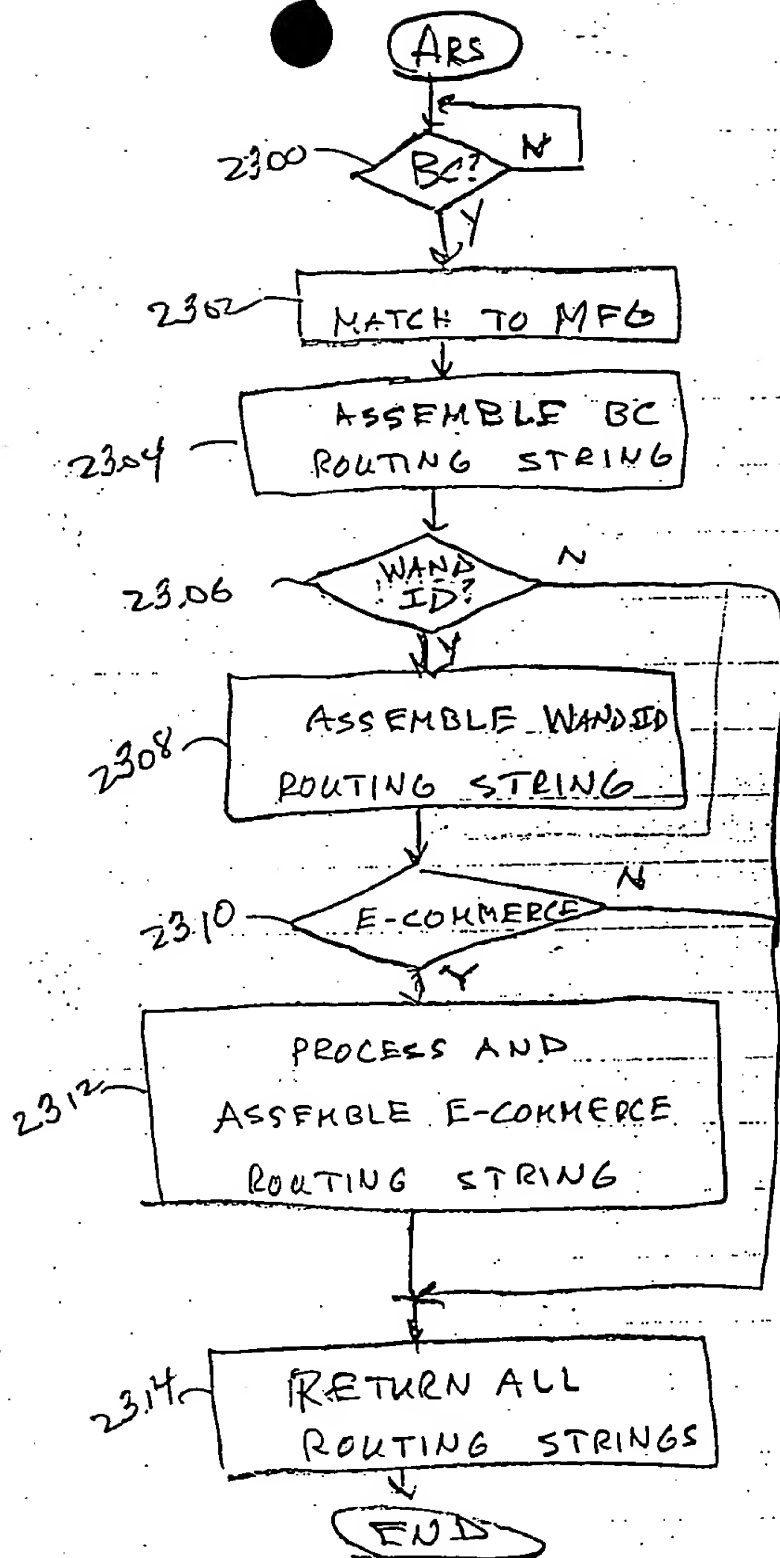 ARS
2300
BC?
N
Y
2302
MATCH TO MFG
2304
ASSEMBLE BC
ROUTING STRING
2306
WAND
ID?
N
Y
2308
ASSEMBLE WAND ID
ROUTING STRING
2310
E-COMMERCE
N
Y
2312
PROCESS AND
ASSEMBLE E-COMMERCE
ROUTING STRING
2314
RETURN ALL
ROUTING STRINGS
END